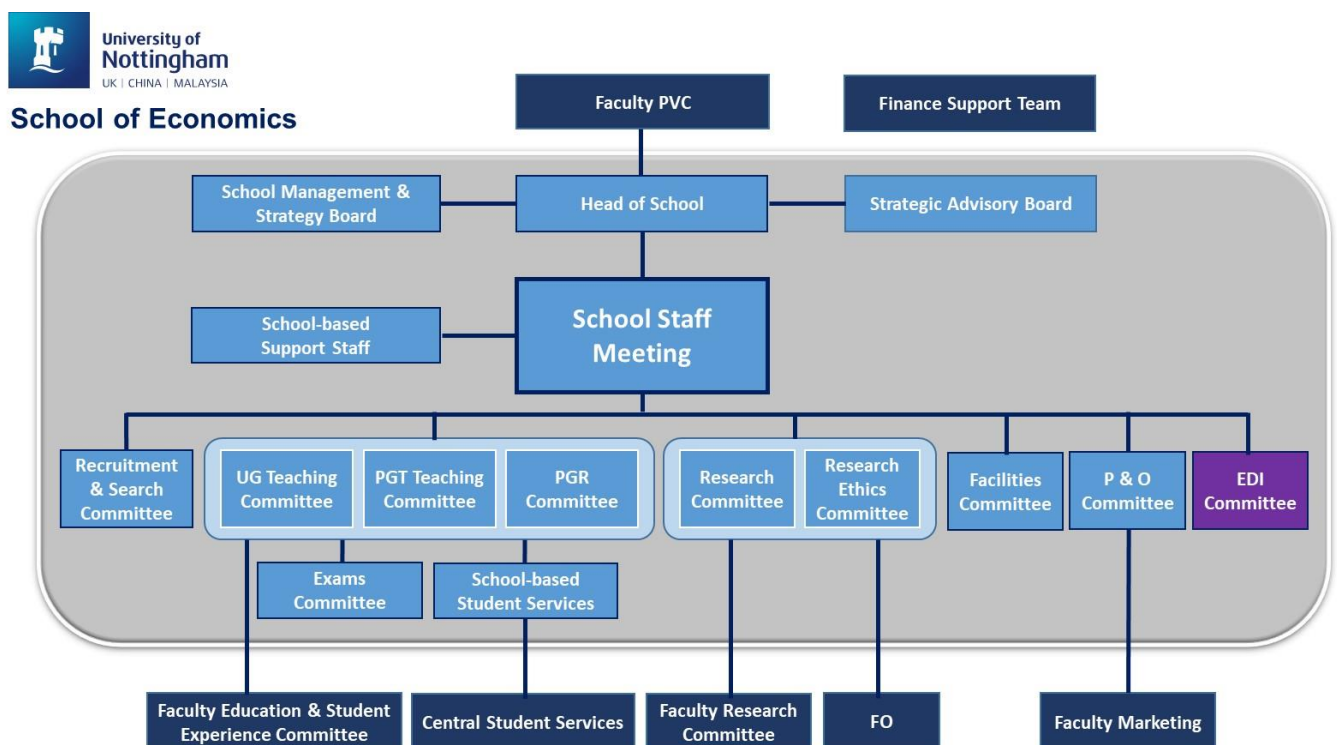 University of
Nottingham
UK | CHINA | MALAYSIA
School of Economics
Faculty PVC
Finance Support Team
School Management &
Strategy Board
Head of School
Strategic Advisory Board
School-based
Support Staff
School Staff
Meeting
Recruitment
& Search
Committee
UG Teaching
Committee
PGT Teaching
Committee
PGR
Committee
Research
Committee
Research
Ethics
Committee
Facilities
Committee
P & O
Committee
EDI
Committee
Exams
Committee
School-based
Student Services
Faculty Education & Student
Experience Committee
Central Student Services
Faculty Research
Committee
FO
Faculty Marketing